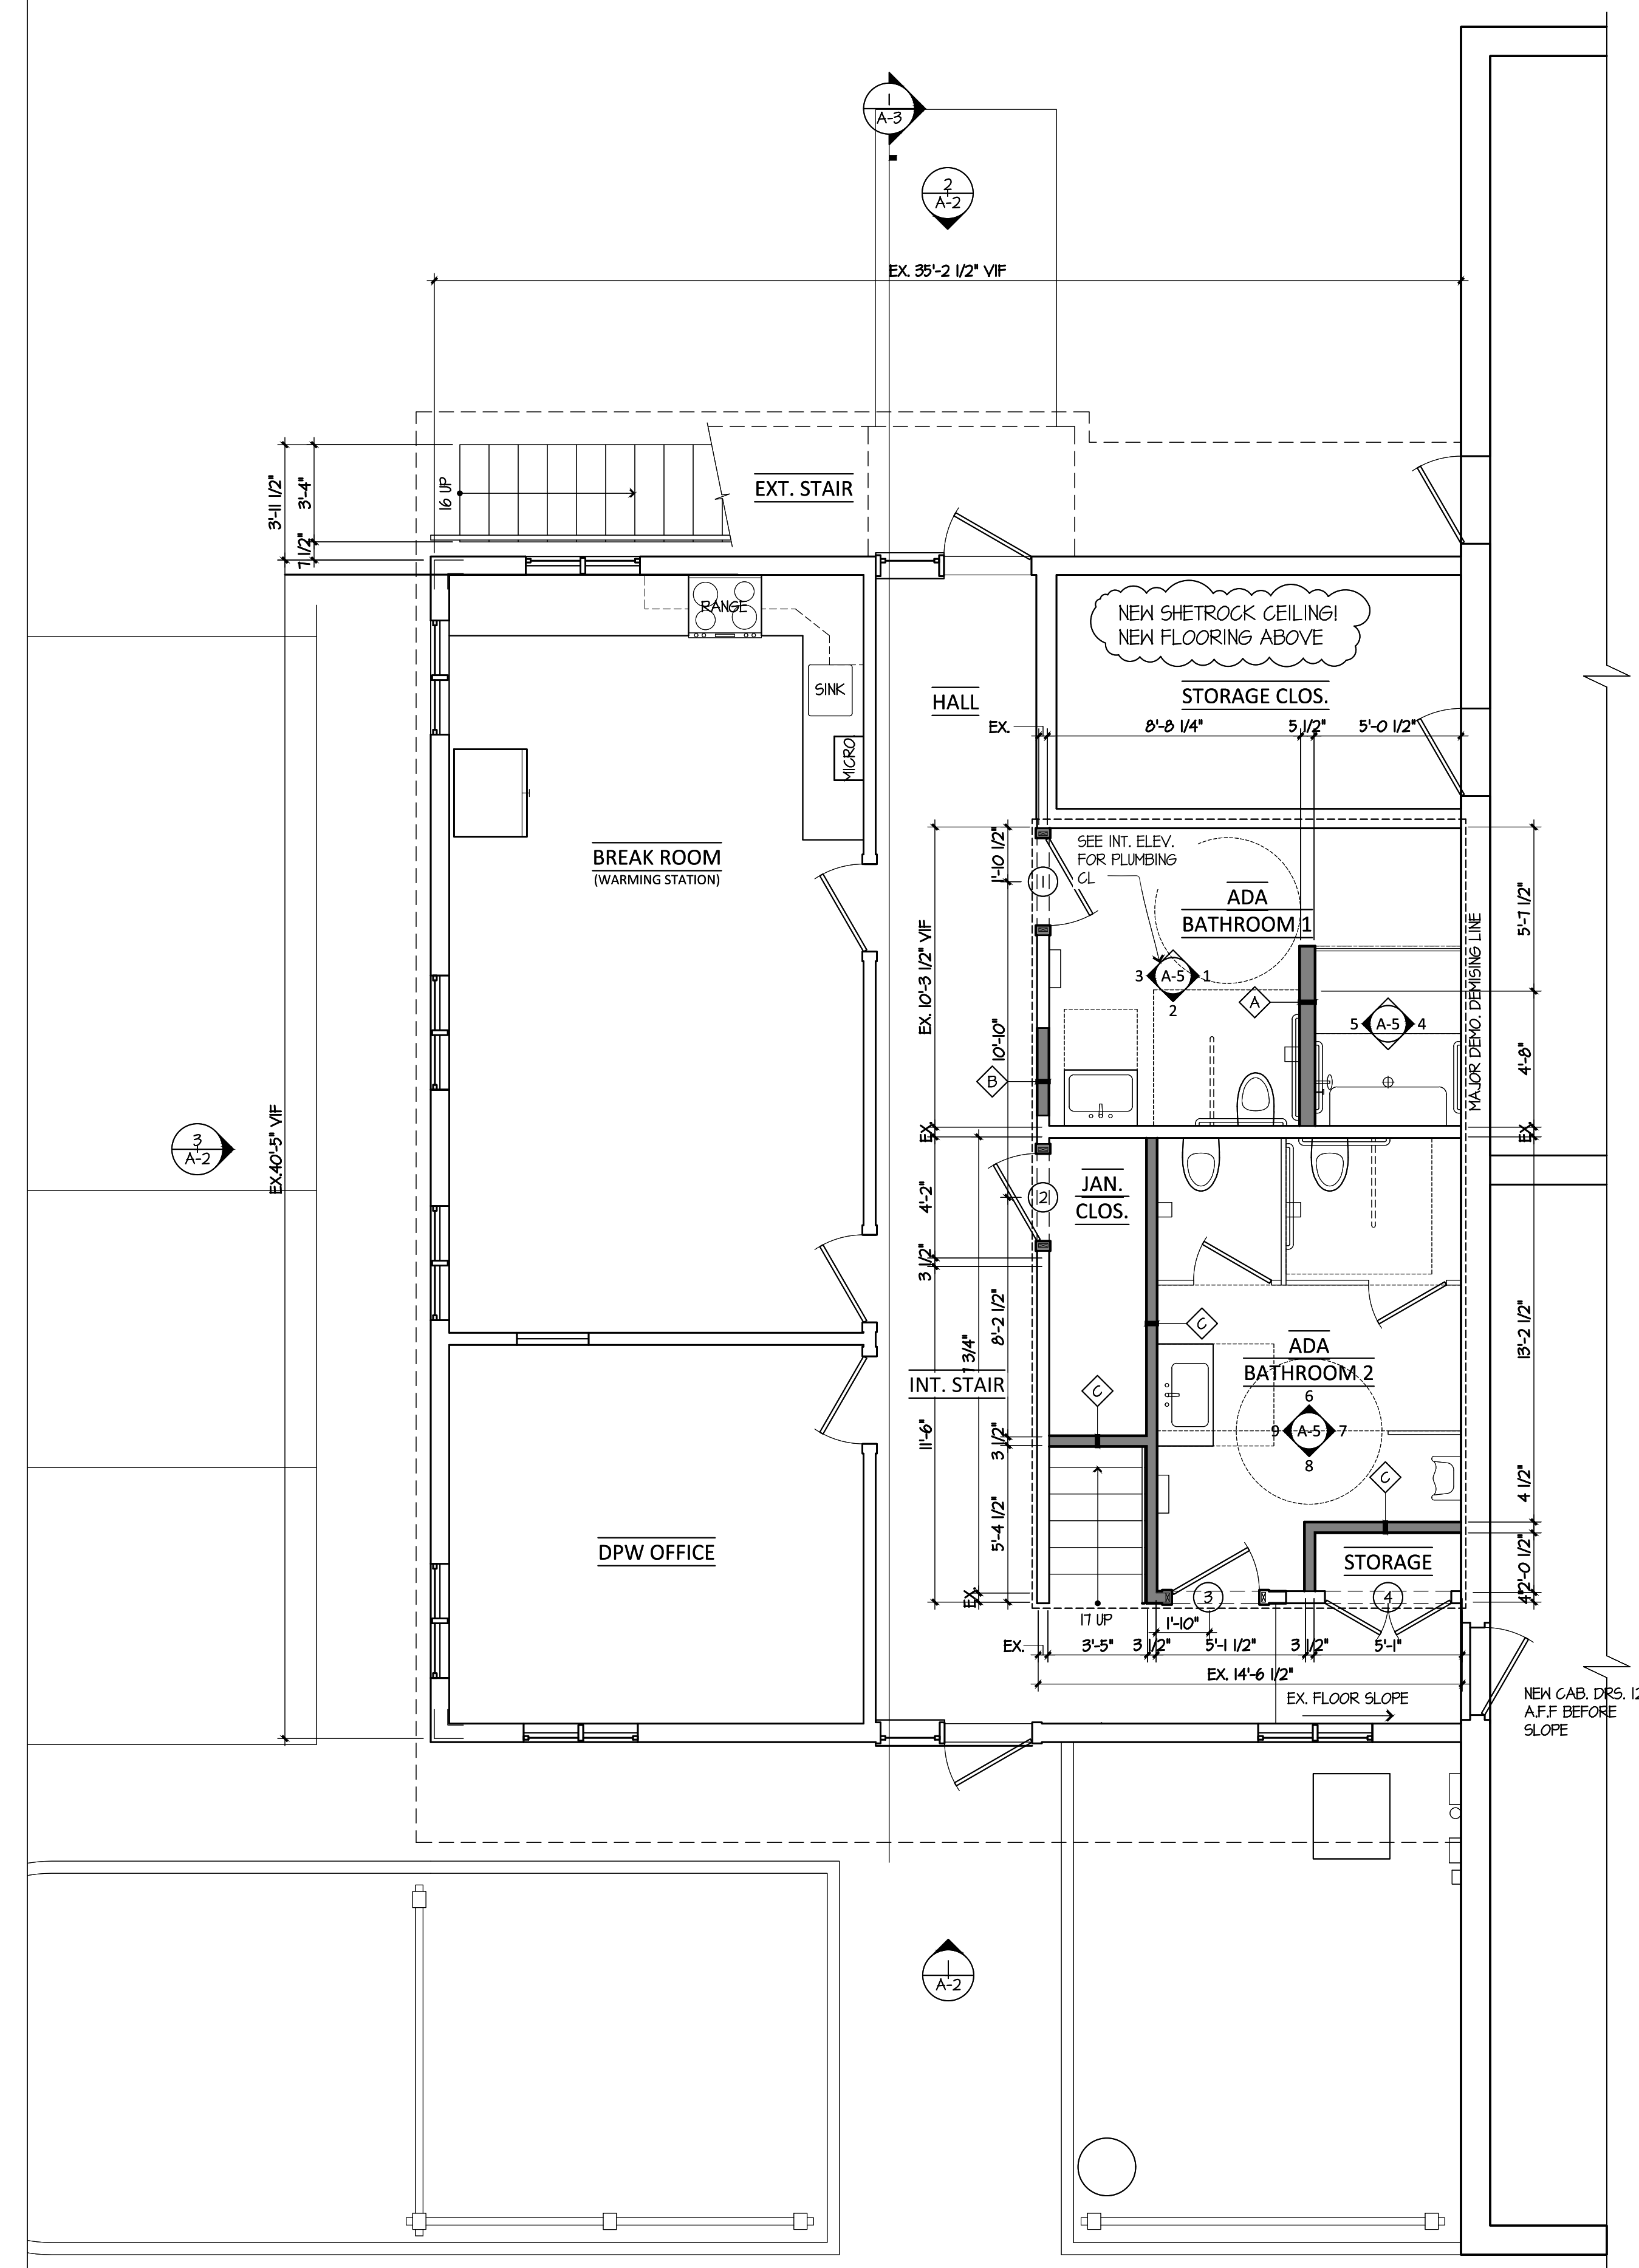 1
A-3
2
A-2
EX. 35'-2 1/2" VIF
3'-11 1/2"
3'-4"
7 1/2"
16 UP
EXT. STAIR
RANGE
SINK
MICRO
NEW SHETROCK CEILING!
NEW FLOORING ABOVE
HALL
STORAGE CLOS.
EX.
8'-8 1/4"
5 1/2"
5'-0 1/2"
BREAK ROOM
(WARMING STATION)
SEE INT. ELEV.
FOR PLUMBING
CL
1'-10 1/2"
1
ADA
BATHROOM 1
EX. 10'-3 1/2" VIF
10'-10"
3
A-5
1
2
A
5
A-5
4
B
MAJOR DEMO. DEMISING LINE
5'-7 1/2"
4'-8"
EX.
EX.
3
A-2
EX.40'-5" VIF
4'-2"
3 1/2"
2
JAN.
CLOS.
8'-2 1/2"
3/4"
C
INT. STAIR
11'-6"
C
3 1/2"
5'-4 1/2"
EX.
ADA
BATHROOM 2
6
9
A-5
7
8
C
13'-2 1/2"
4 1/2"
2'-0 1/2"
4"
DPW OFFICE
STORAGE
3
4
17 UP
1'-10"
EX.
3'-5"
3 1/2"
5'-1 1/2"
3 1/2"
5'-1"
EX. 14'-6 1/2"
EX. FLOOR SLOPE
NEW CAB. DRS. 12
A.F.F BEFORE
SLOPE
1
A-2